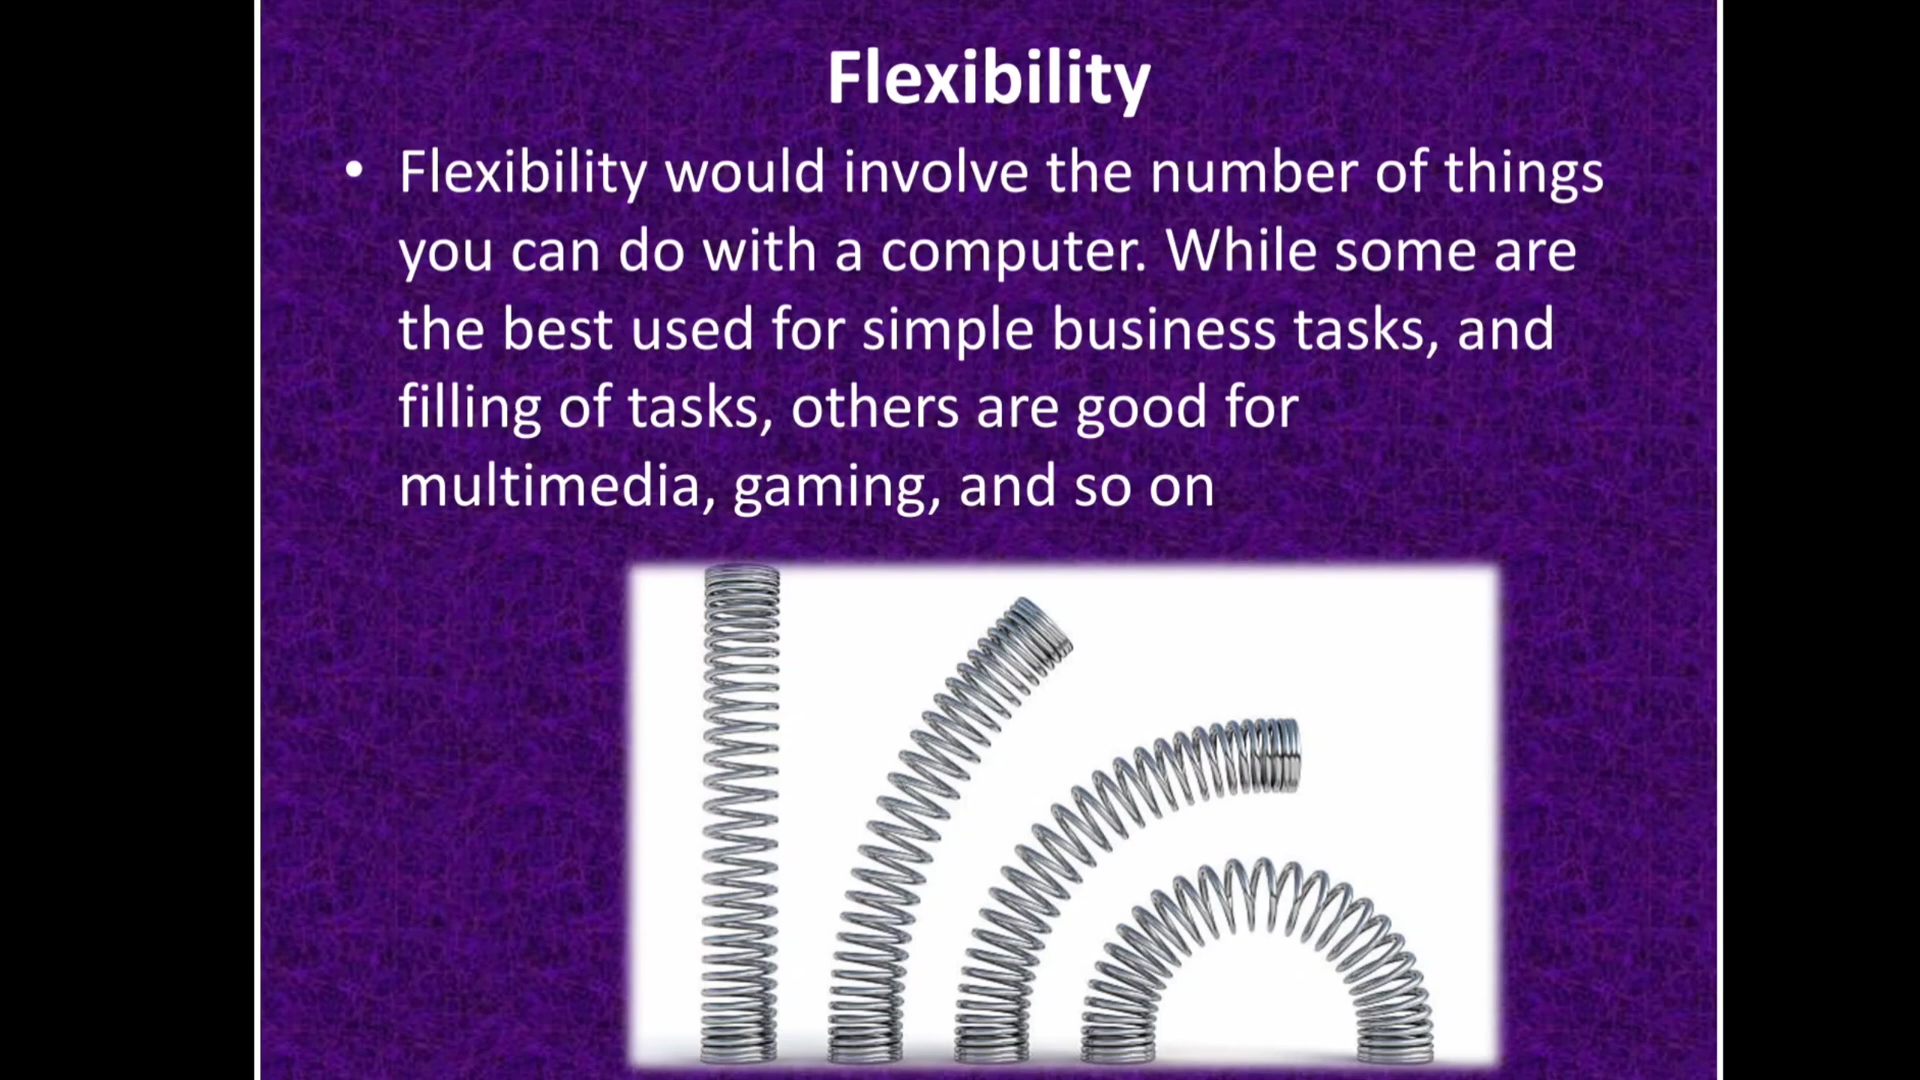 Flexibility
• Flexibility would involve the number of things
you can do with a computer. While some are
the best used for simple business tasks, and
filling of tasks, others are good for
multimedia, gaming, and so on